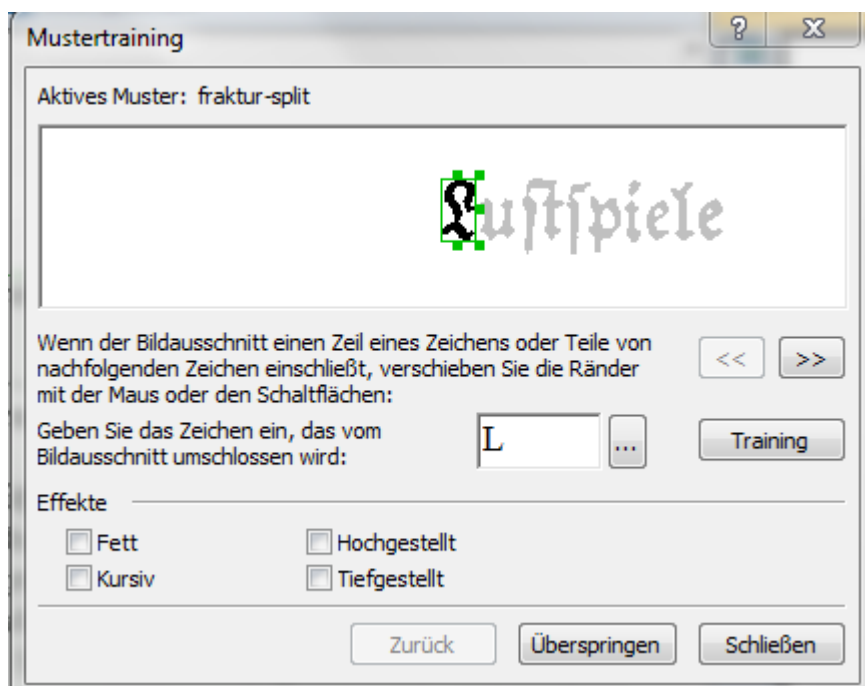 Mustertraining
Aktives Muster: fraktur-split
Luſtſpiele
Wenn der Bildausschnitt einen Zeil eines Zeichens oder Teile von
nachfolgenden Zeichen einschließt, verschieben Sie die Ränder
mit der Maus oder den Schaltflächen:
<< >>
Geben Sie das Zeichen ein, das vom
Bildausschnitt umschlossen wird:
L ... Training
Effekte
Fett Hochgestellt
Kursiv Tiefgestellt
Zurück Überspringen Schließen